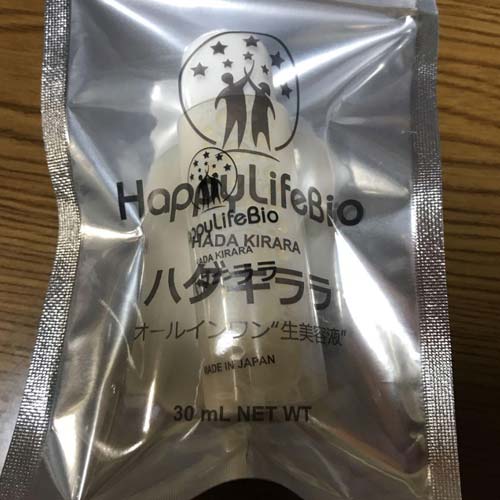 HappyLifeBio
HappyLifeBio
HADA KIRARA
HADA KIRARA
ハダキララ
オールインワン“生美容液”
MADE IN JAPAN
30 mL NET WT